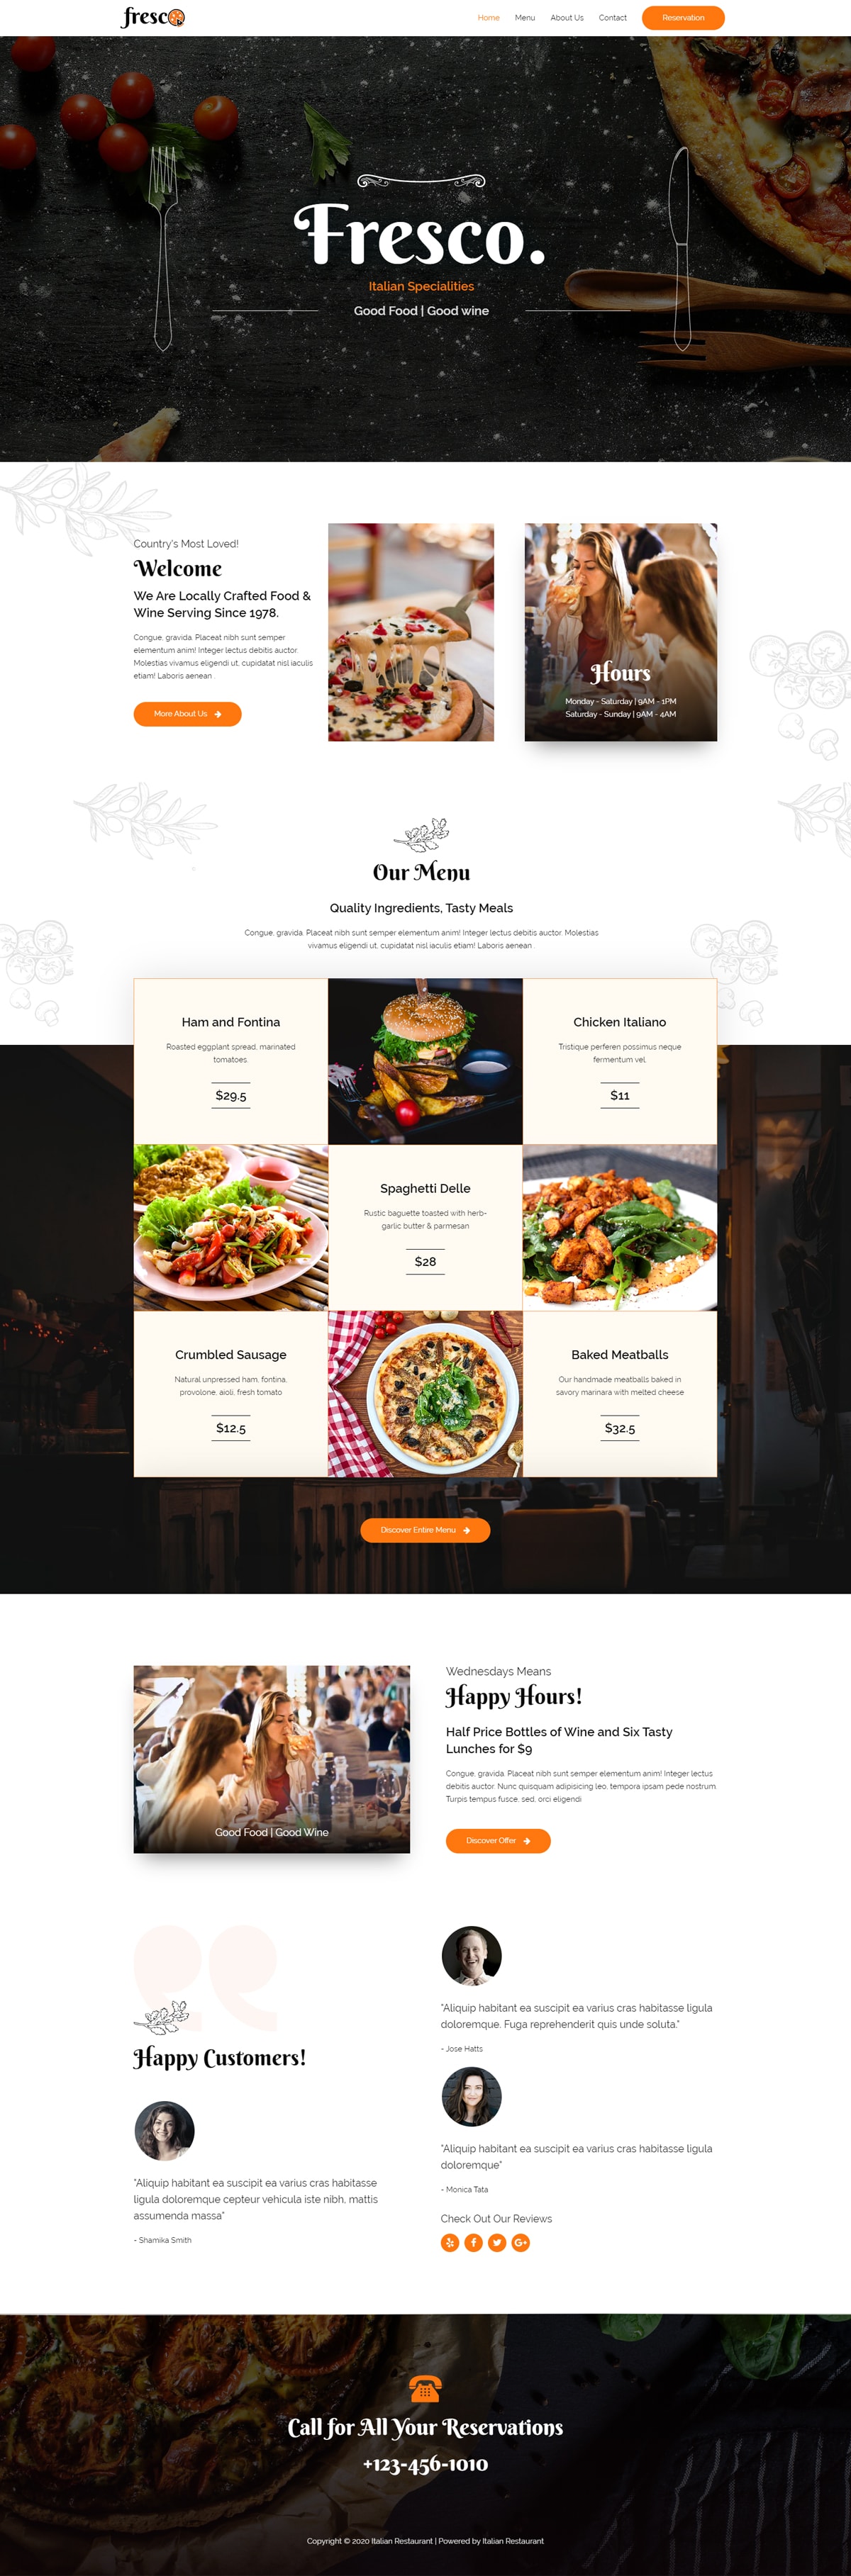 fresco
Home Menu About Us Contact Reservation
Fresco.
Italian Specialities
Good Food | Good wine
Country's Most Loved!
Welcome
We Are Locally Crafted Food &
Wine Serving Since 1978.
Congue, gravida. Placeat nibh sunt semper
elementum anim! Integer lectus debitis auctor.
Molestias vivamus eligendi ut, cupidatat nisl iaculis
etiam! Laboris aenean .
More About Us
Hours
Monday - Saturday | 9AM - 1PM
Saturday - Sunday | 9AM - 4AM
Our Menu
Quality Ingredients, Tasty Meals
Congue, gravida. Placeat nibh sunt semper elementum anim! Integer lectus debitis auctor. Molestias
vivamus eligendi ut, cupidatat nisl iaculis etiam! Laboris aenean .
Ham and Fontina
Roasted eggplant spread, marinated
tomatoes.
$29.5
Chicken Italiano
Tristique perferen possimus neque
fermentum vel.
$11
Spaghetti Delle
Rustic baguette toasted with herb-
garlic butter & parmesan
$28
Crumbled Sausage
Natural unpressed ham, fontina,
provolone, aioli, fresh tomato
$12.5
Baked Meatballs
Our handmade meatballs baked in
savory marinara with melted cheese
$32.5
Discover Entire Menu
Good Food | Good Wine
Wednesdays Means
Happy Hours!
Half Price Bottles of Wine and Six Tasty
Lunches for $9
Congue, gravida. Placeat nibh sunt semper elementum anim! Integer lectus
debitis auctor. Nunc quisquam adipisicing leo, tempora ipsam pede nostrum.
Turpis tempus fusce, sed, orci eligendi
Discover Offer
Happy Customers!
"Aliquip habitant ea suscipit ea varius cras habitasse
ligula doloremque cepteur vehicula iste nibh, mattis
assumenda massa"
- Shamika Smith
"Aliquip habitant ea suscipit ea varius cras habitasse ligula
doloremque. Fuga reprehenderit quis unde soluta."
- Jose Hatts
"Aliquip habitant ea suscipit ea varius cras habitasse ligula
doloremque"
- Monica Tata
Check Out Our Reviews
Call for All Your Reservations
+123-456-1010
Copyright © 2020 Italian Restaurant | Powered by Italian Restaurant